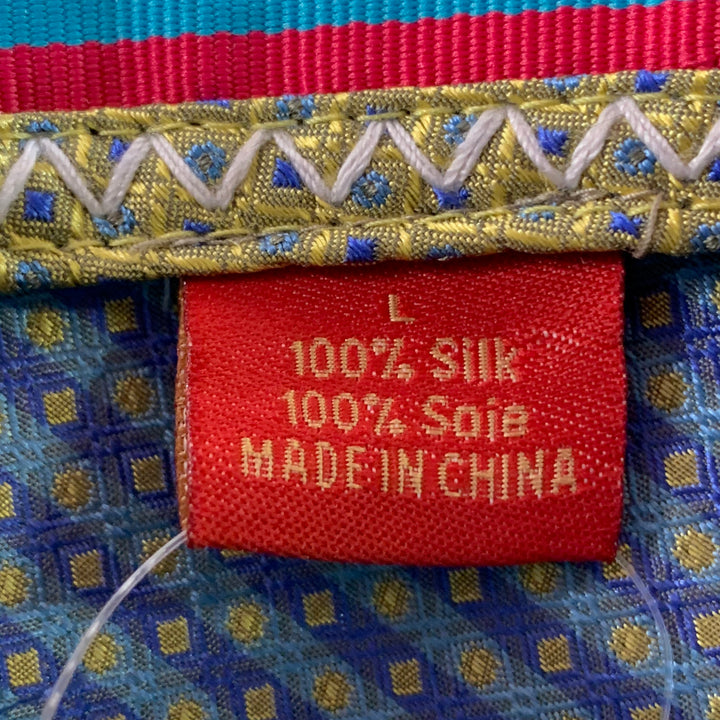 L
100% Silk
100% Soie
MADE IN CHINA